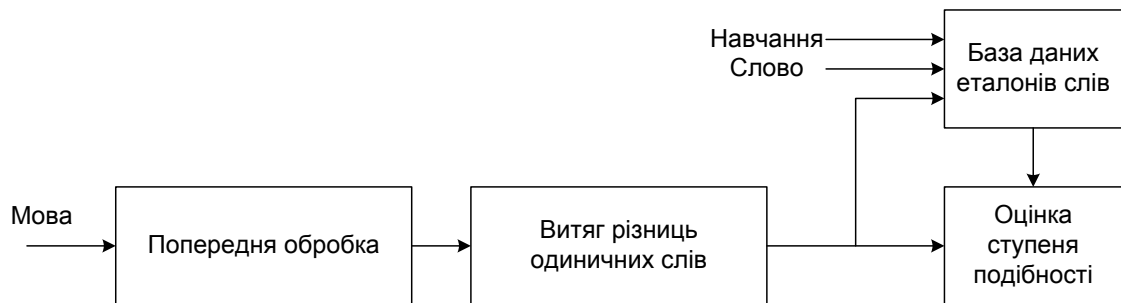 Навчання
Слово
База даних
еталонів слів
Мова
Попередня обробка
Витяг різниць
одиничних слів
Оцінка
ступеня
подібності